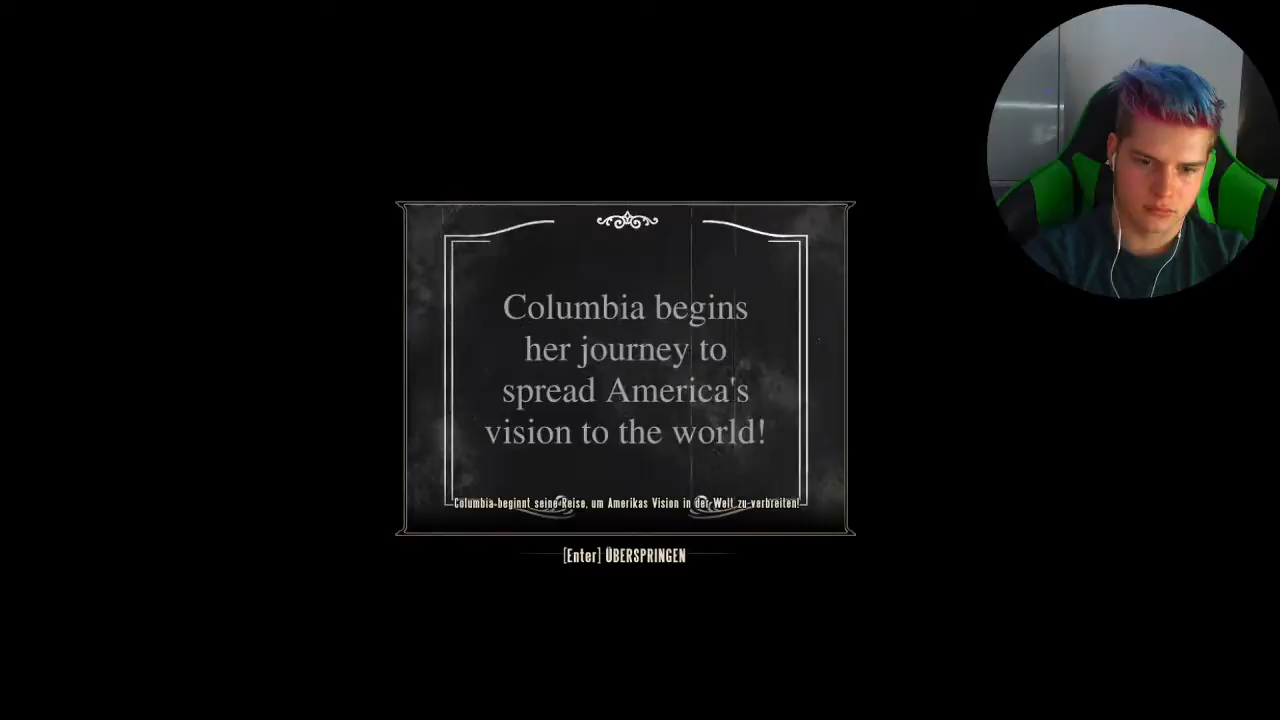 Columbia begins
her journey to
spread America's
vision to the world!
Columbia beginnt seine Reise, um Amerikas Vision in der Welt zu verbreiten!
[Enter] ÜBERSPRINGEN